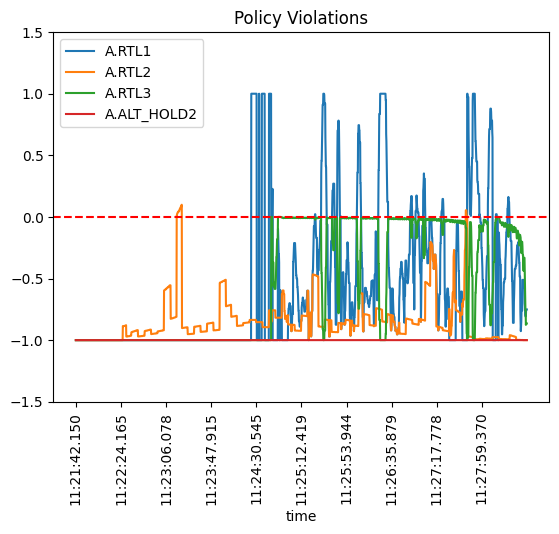 Policy Violations
1.5
1.0
0.5
0.0
−0.5
−1.0
−1.5
A.RTL1
A.RTL2
A.RTL3
A.ALT_HOLD2
11:21:42.150
11:22:24.165
11:23:06.078
11:23:47.915
11:24:30.545
11:25:12.419
11:25:53.944
11:26:35.879
11:27:17.778
11:27:59.370
time